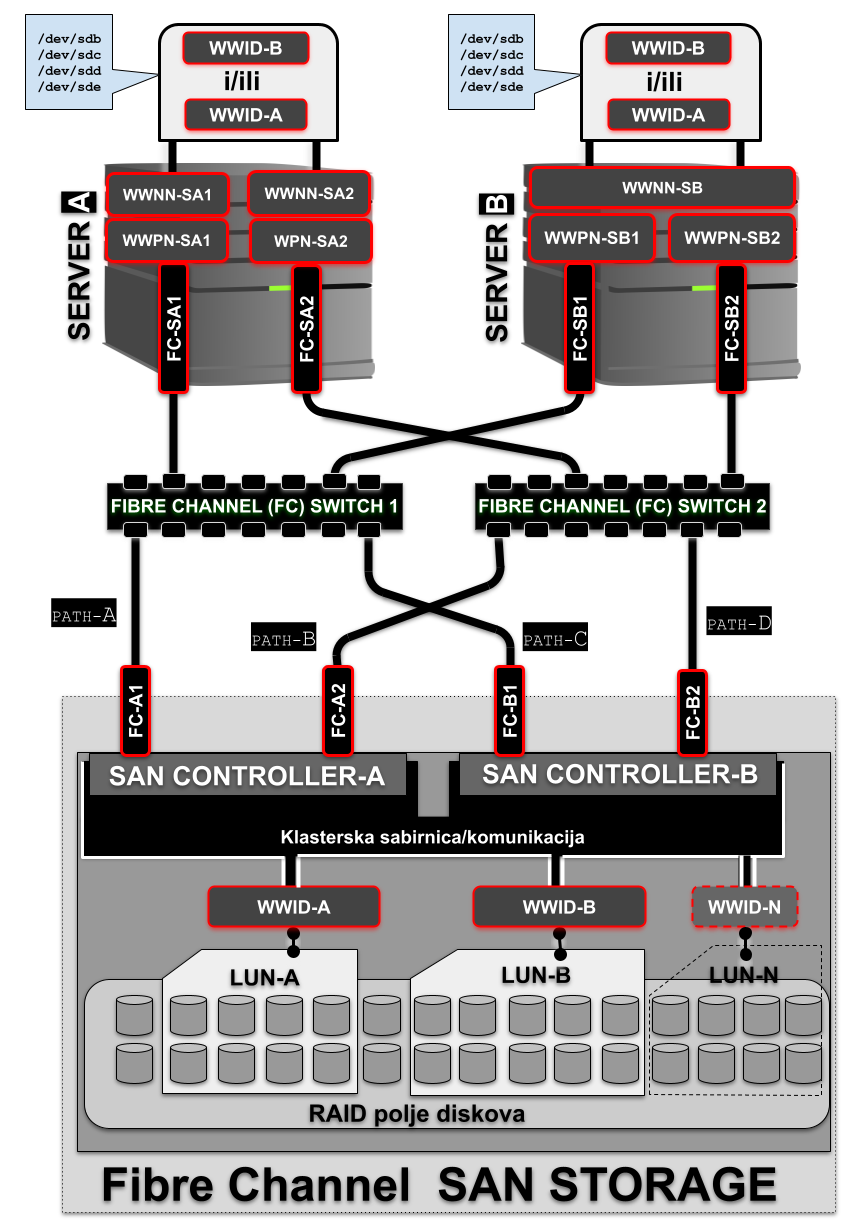 /dev/sdb
/dev/sdc
/dev/sdd
/dev/sde
WWID-B
i/ili
WWID-A
/dev/sdb
/dev/sdc
/dev/sdd
/dev/sde
WWID-B
i/ili
WWID-A
SERVER A
WWNN-SA1
WWNN-SA2
WWPN-SA1
WPN-SA2
FC-SA1
FC-SA2
SERVER B
WWNN-SB
WWPN-SB1
WWPN-SB2
FC-SB1
FC-SB2
FIBRE CHANNEL (FC) SWITCH 1
FIBRE CHANNEL (FC) SWITCH 2
PATH-A
PATH-B
PATH-C
PATH-D
FC-A1
FC-A2
FC-B1
FC-B2
SAN CONTROLLER-A
SAN CONTROLLER-B
Klasterska sabirnica/komunikacija
WWID-A
WWID-B
WWID-N
LUN-A
LUN-B
LUN-N
RAID polje diskova
Fibre Channel SAN STORAGE